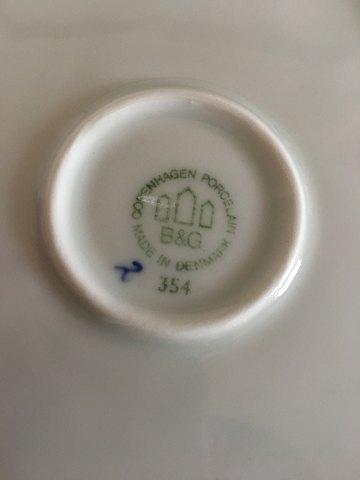 COPENHAGEN PORCELAIN
B&G
MADE IN DENMARK
354